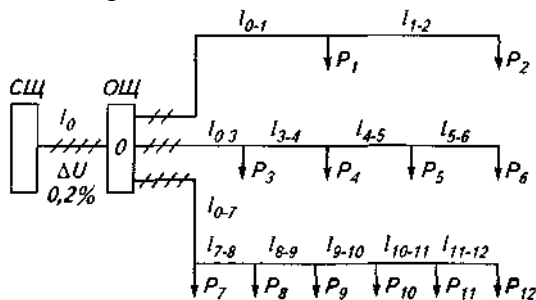 l₀₋₁ l₁₋₂
P₁ P₂
СЩ ОЩ
l₀ 0 l₀₋₃ l₃₋₄ l₄₋₅ l₅₋₆
ΔU
0,2%
P₃ P₄ P₅ P₆
l₀₋₇
l₇₋₈ l₈₋₉ l₉₋₁₀ l₁₀₋₁₁ l₁₁₋₁₂
P₇ P₈ P₉ P₁₀ P₁₁ P₁₂